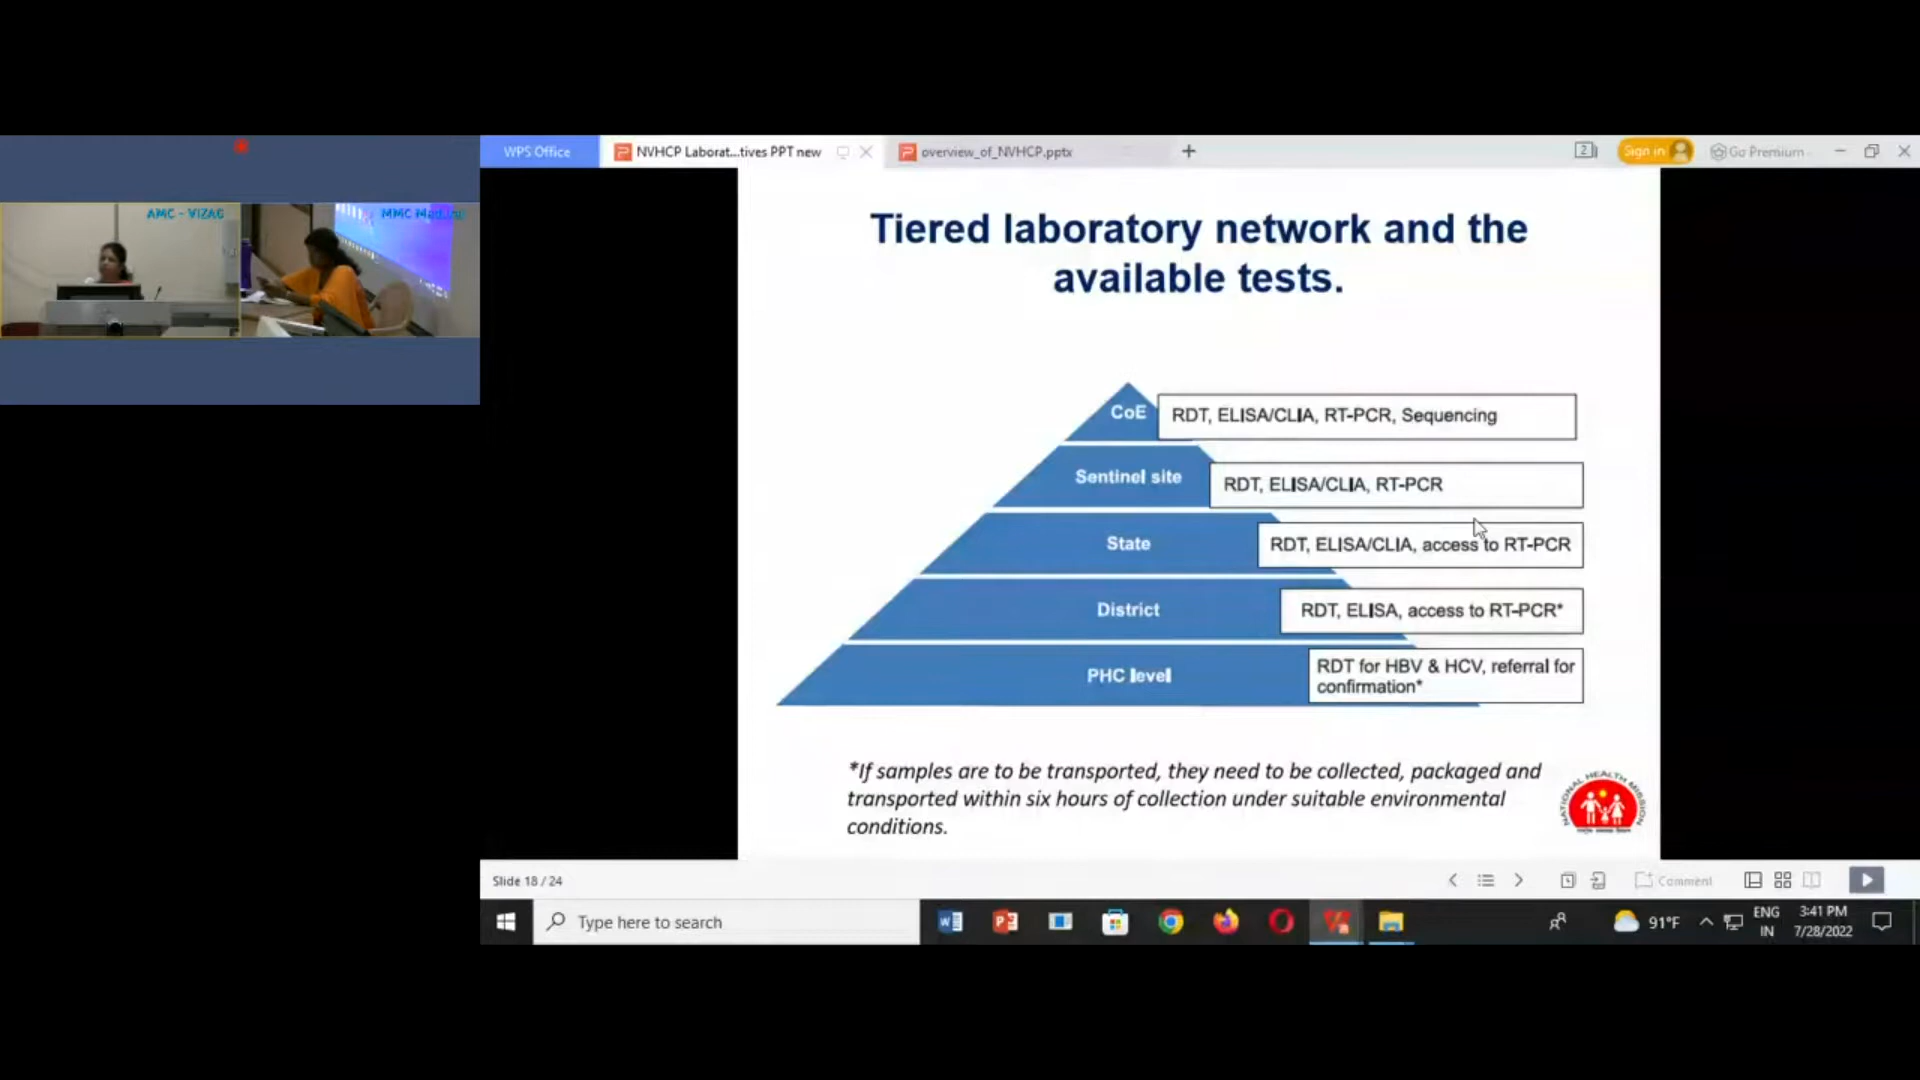 AMC - VIZAG
WPS Office
NVHCP Laborat...tives PPT new
overview_of_NVHCP.pptx
2
Sign in
Go Premium
Tiered laboratory network and the
available tests.
CoE
RDT, ELISA/CLIA, RT-PCR, Sequencing
Sentinel site
RDT, ELISA/CLIA, RT-PCR
State
RDT, ELISA/CLIA, access to RT-PCR
District
RDT, ELISA, access to RT-PCR*
PHC level
RDT for HBV & HCV, referral for
confirmation*
*If samples are to be transported, they need to be collected, packaged and
transported within six hours of collection under suitable environmental
conditions.
NATIONAL HEALTH MISSION
Slide 18 / 24
Comment
Type here to search
91°F
ENG
IN
3:41 PM
7/28/2022